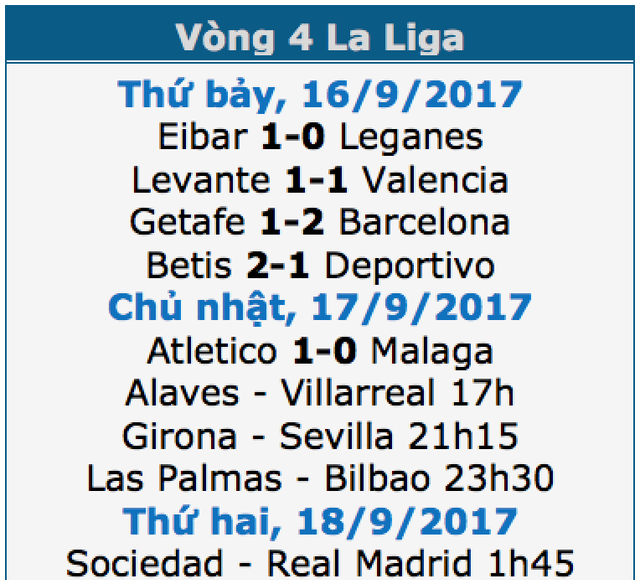 Vòng 4 La Liga
Thứ bảy, 16/9/2017
Eibar 1-0 Leganes
Levante 1-1 Valencia
Getafe 1-2 Barcelona
Betis 2-1 Deportivo
Chủ nhật, 17/9/2017
Atletico 1-0 Malaga
Alaves - Villarreal 17h
Girona - Sevilla 21h15
Las Palmas - Bilbao 23h30
Thứ hai, 18/9/2017
Sociedad - Real Madrid 1h45